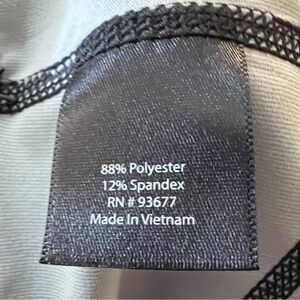 88% Polyester
12% Spandex
RN # 93677
Made In Vietnam